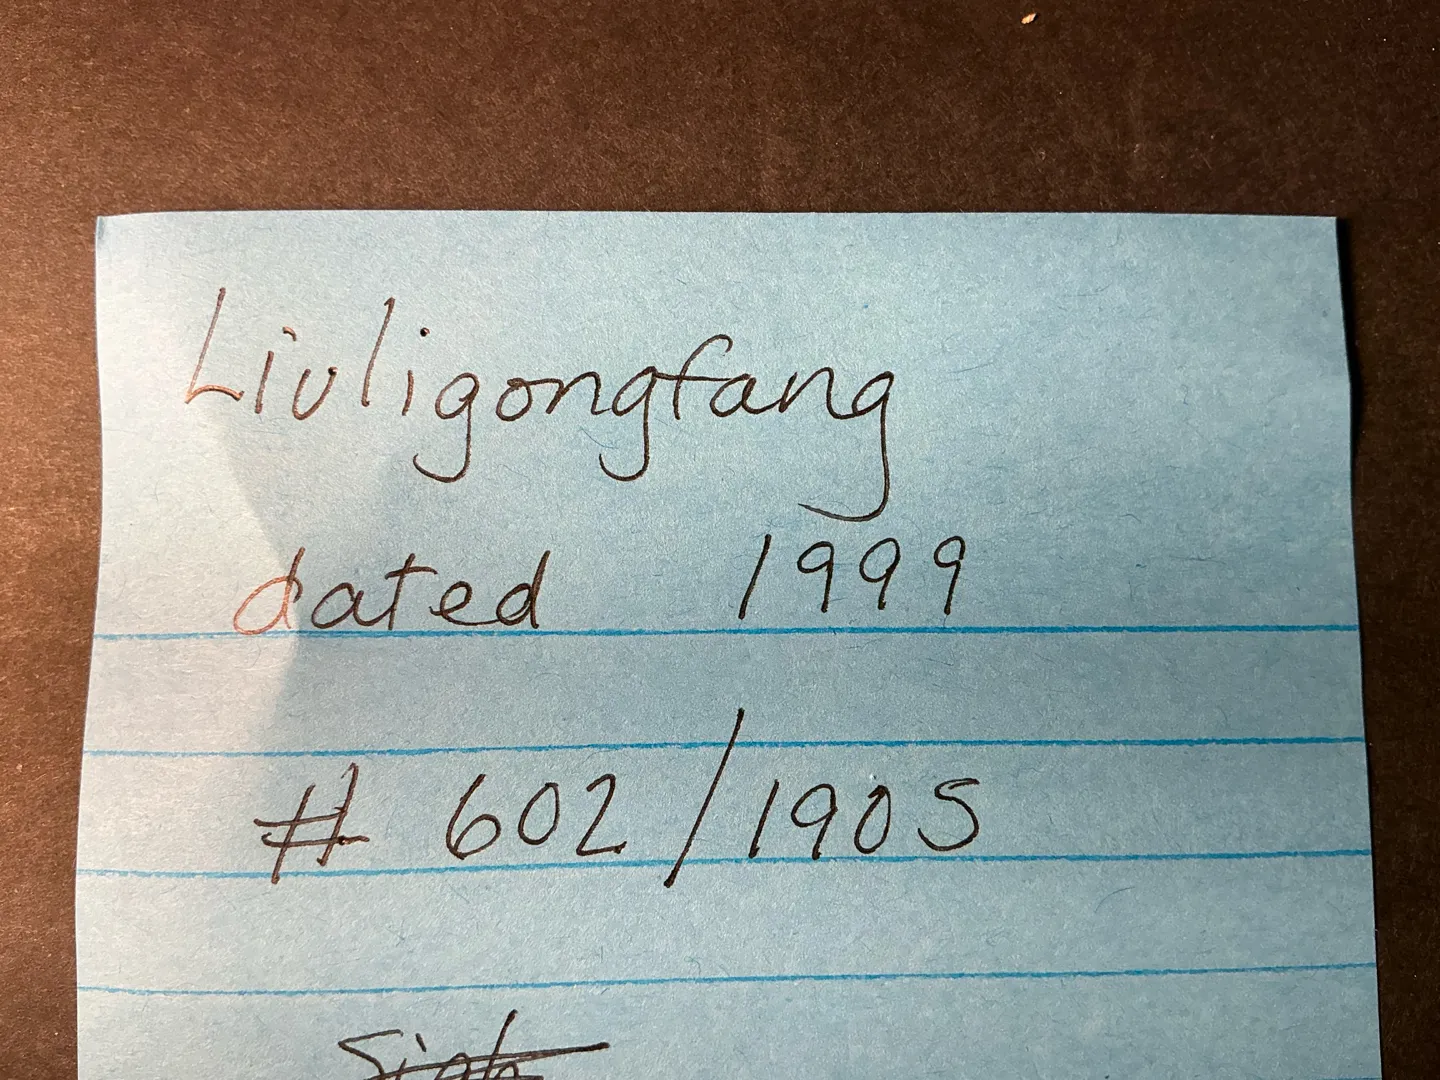 Liuligongfang
dated 1999
# 602/1905